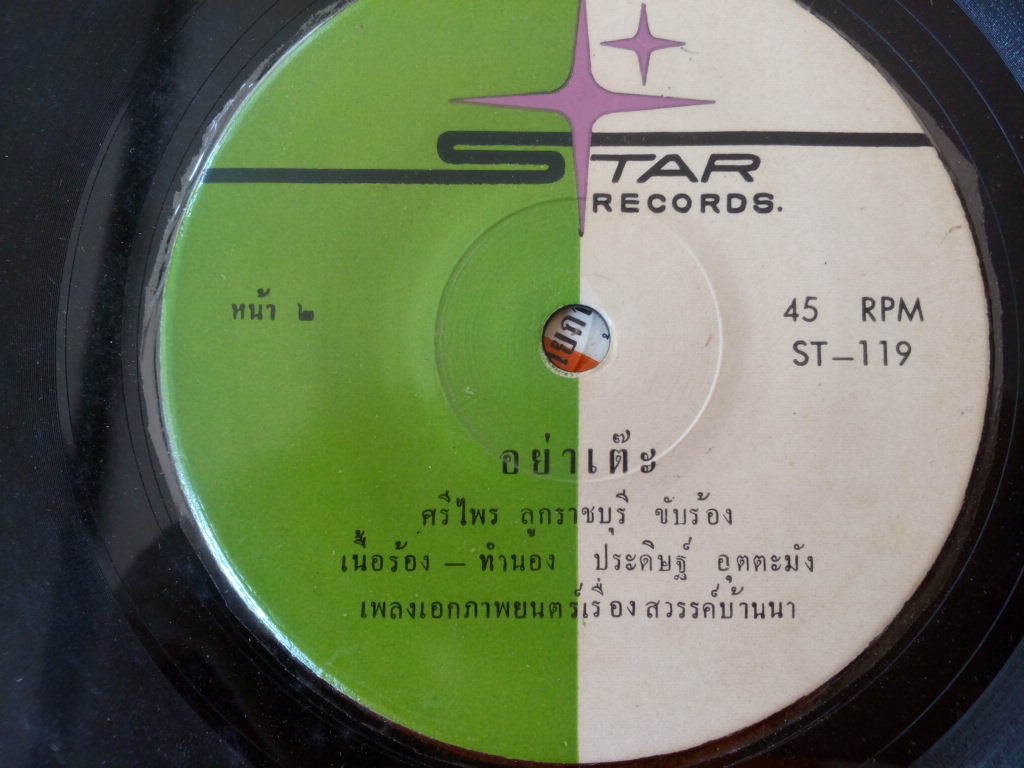 STAR
RECORDS.
หน้า ๒
45 RPM
ST–119
อย่าเต๊ะ
ศรีไพร ลูกราชบุรี ขับร้อง
เนื้อร้อง – ทำนอง ประดิษฐ์ อุตตะมัง
เพลงเอกภาพยนตร์เรื่อง สวรรค์บ้านนา